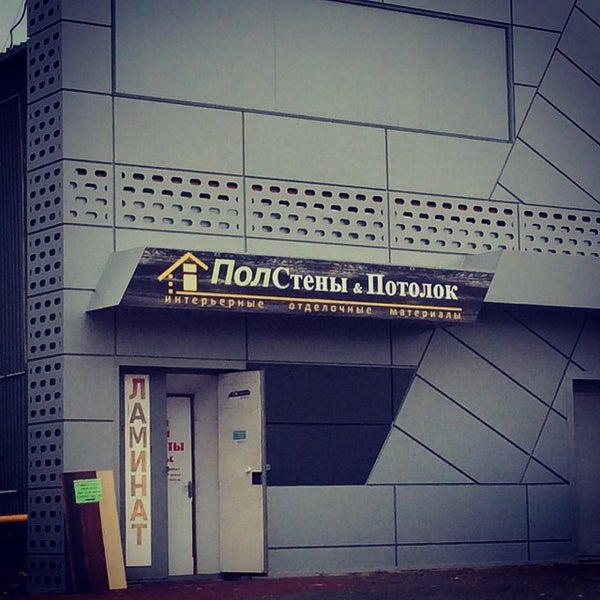 ПолСтены & Потолок
интерьерные отделочные материалы
ЛАМИНАТ